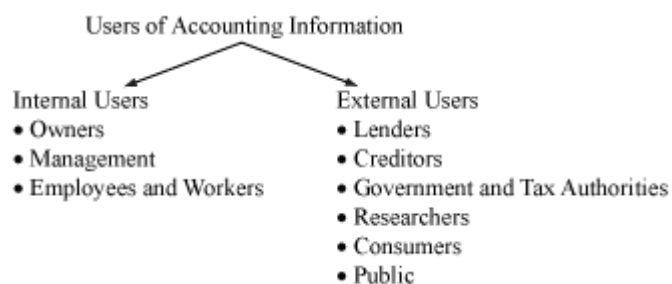 Users of Accounting Information
Internal Users
• Owners
• Management
• Employees and Workers
External Users
• Lenders
• Creditors
• Government and Tax Authorities
• Researchers
• Consumers
• Public